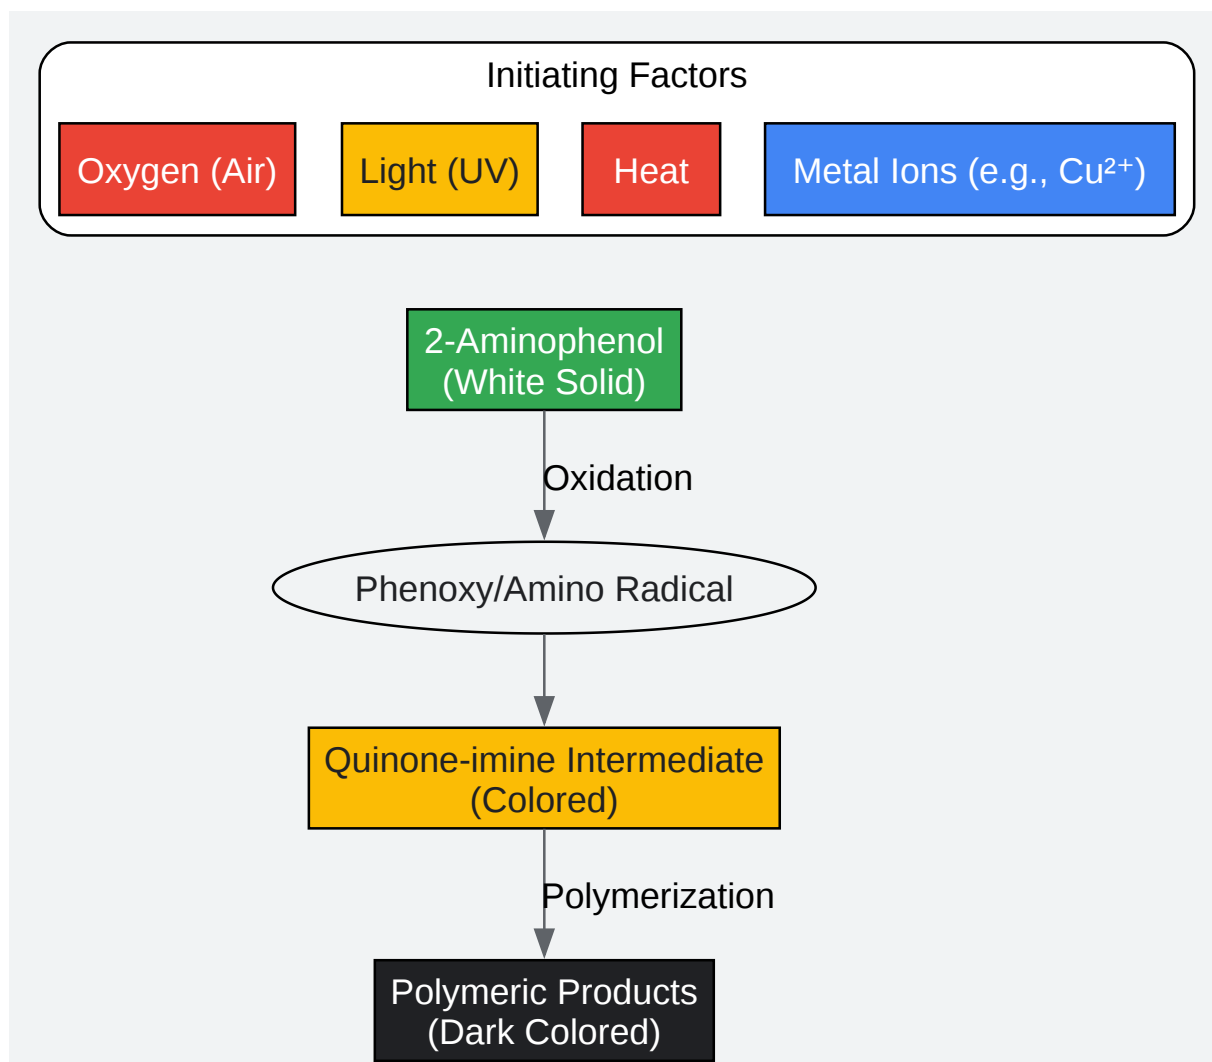 Initiating Factors
Oxygen (Air)
Light (UV)
Heat
Metal Ions (e.g., Cu²⁺)
2-Aminophenol
(White Solid)
Oxidation
Phenoxy/Amino Radical
Quinone-imine Intermediate
(Colored)
Polymerization
Polymeric Products
(Dark Colored)